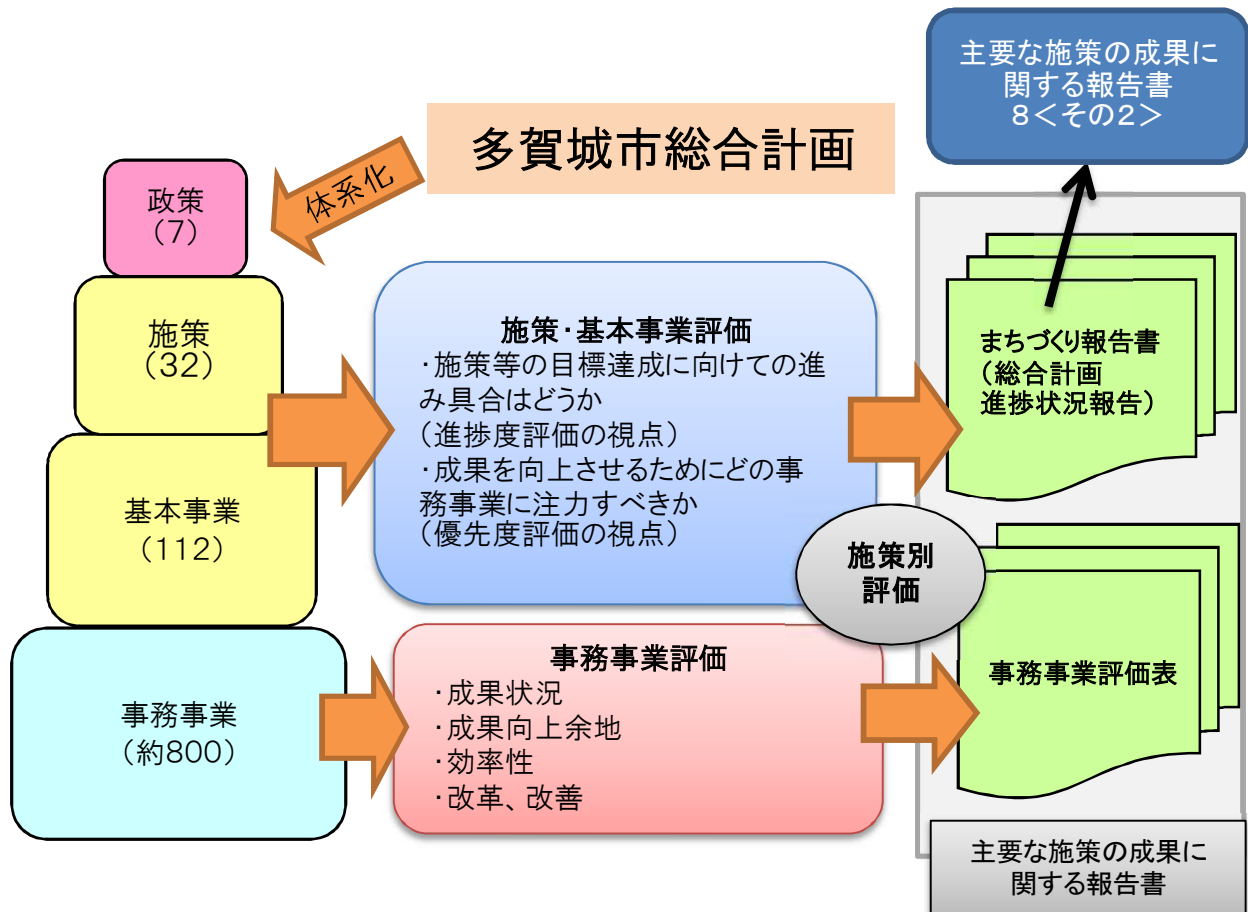 主要な施策の成果に
関する報告書
8＜その2＞
多賀城市総合計画
体系化
政策
（7）
施策
（32）
基本事業
（112）
事務事業
（約800）
施策・基本事業評価
・施策等の目標達成に向けての進
み具合はどうか
（進捗度評価の視点）
・成果を向上させるためにどの事
務事業に注力すべきか
（優先度評価の視点）
事務事業評価
・成果状況
・成果向上余地
・効率性
・改革、改善
施策別
評価
まちづくり報告書
（総合計画
進捗状況報告）
事務事業評価表
主要な施策の成果に
関する報告書